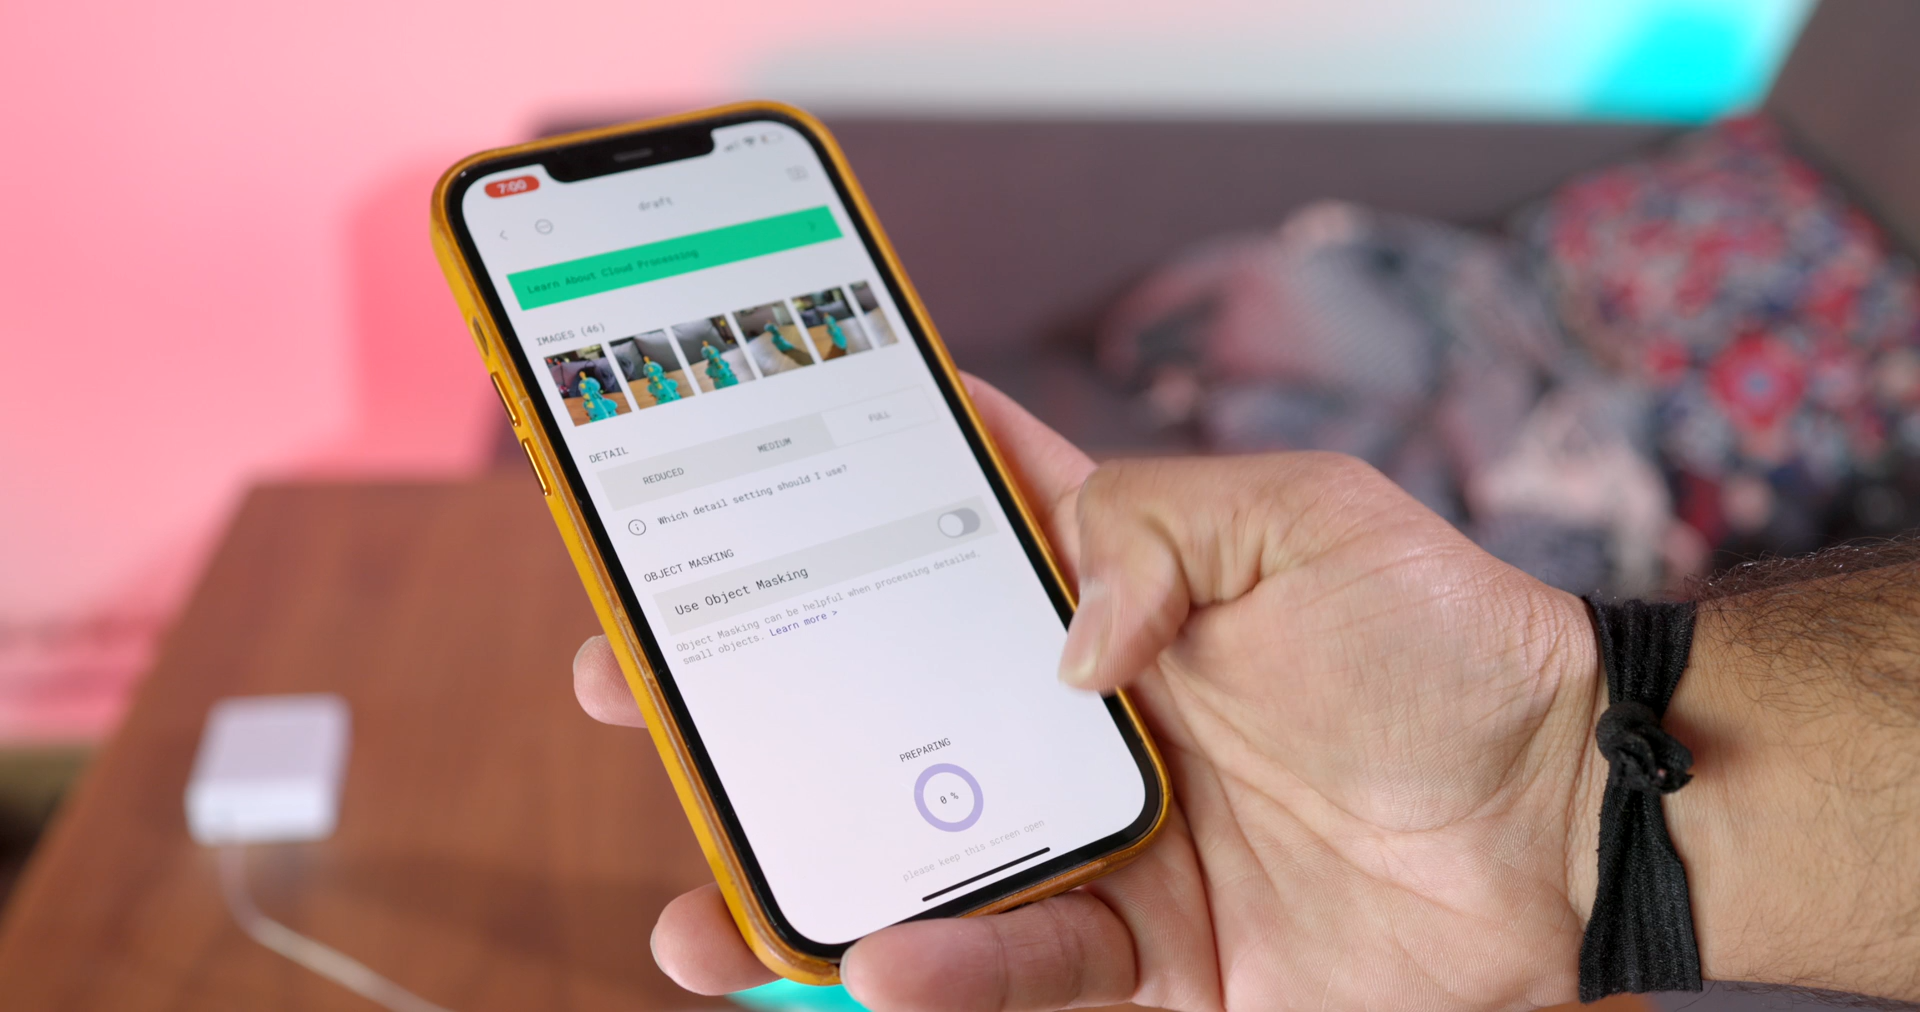 7:00
draft
Learn About Cloud Processing
IMAGES (46)
DETAIL
REDUCED
MEDIUM
FULL
Which detail setting should I use?
OBJECT MASKING
Use Object Masking
Object Masking can be helpful when processing detailed,
small objects. Learn more >
PREPARING
0 %
please keep this screen open